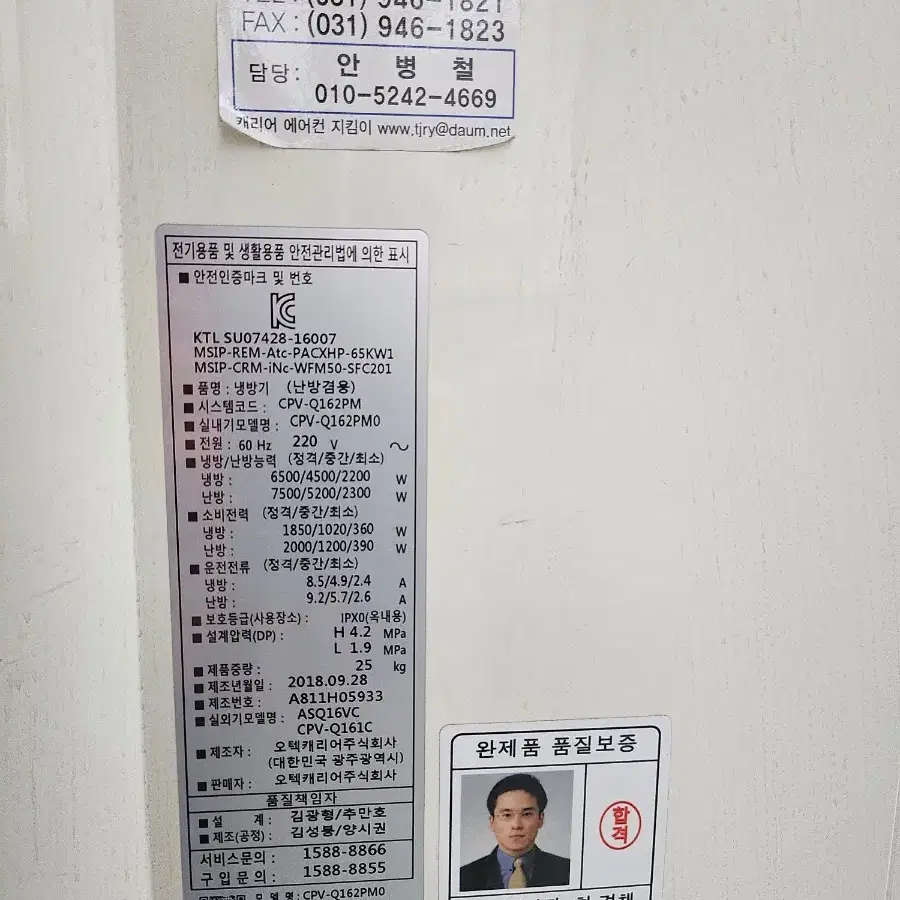 TEL : (031) 946-1821
FAX : (031) 946-1823
담당: 안 병 철
010-5242-4669
캐리어 에어컨 지킴이 www.tjry@daum.net
전기용품 및 생활용품 안전관리법에 의한 표시
■ 안전인증마크 및 번호
KTL SU07428-16007
MSIP-REM-Atc-PACXHP-65KW1
MSIP-CRM-iNc-WFM50-SFC201
■ 품명 : 냉방기 (난방겸용)
■ 시스템코드 : CPV-Q162PM
■ 실내기모델명 : CPV-Q162PM0
■ 전원 : 60 Hz 220 V ~
■ 냉방/난방능력 (정격/중간/최소)
냉방 : 6500/4500/2200 W
난방 : 7500/5200/2300 W
■ 소비전력 (정격/중간/최소)
냉방 : 1850/1020/360 W
난방 : 2000/1200/390 W
■ 운전전류 (정격/중간/최소)
냉방 : 8.5/4.9/2.4 A
난방 : 9.2/5.7/2.6 A
■ 보호등급(사용장소) : IPX0(옥내용)
■ 설계압력(DP) : H 4.2 MPa
L 1.9 MPa
■ 제품중량 : 25 kg
■ 제조년월일 : 2018.09.28
■ 제조번호 : A811H05933
■ 실외기모델명 : ASQ16VC
CPV-Q161C
■ 제조자 : 오텍캐리어주식회사
(대한민국 광주광역시)
■ 판매자 : 오텍캐리어주식회사
품질책임자
■ 설 계 : 김광형/추만호
■ 제조(공정) : 김성봉/양시권
서비스문의 : 1588-8866
구 입 문 의 : 1588-8855
모 델 명 : CPV-Q162PM0
완제품 품질보증
합격